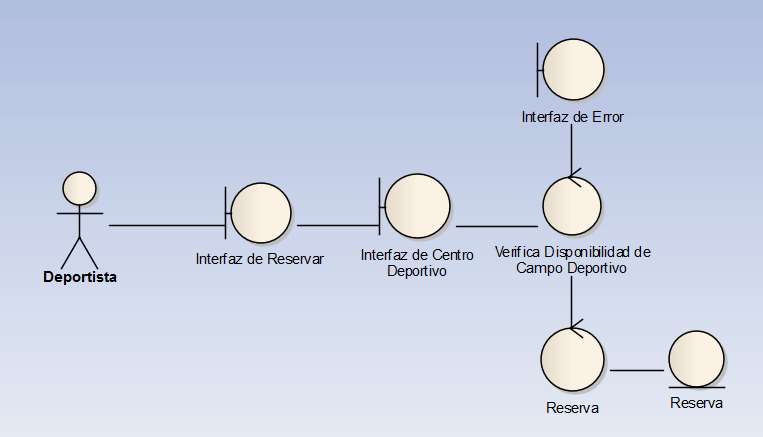 Interfaz de Error
Deportista
Interfaz de Reservar
Interfaz de Centro
Deportivo
Verifica Disponibilidad de
Campo Deportivo
Reserva
Reserva